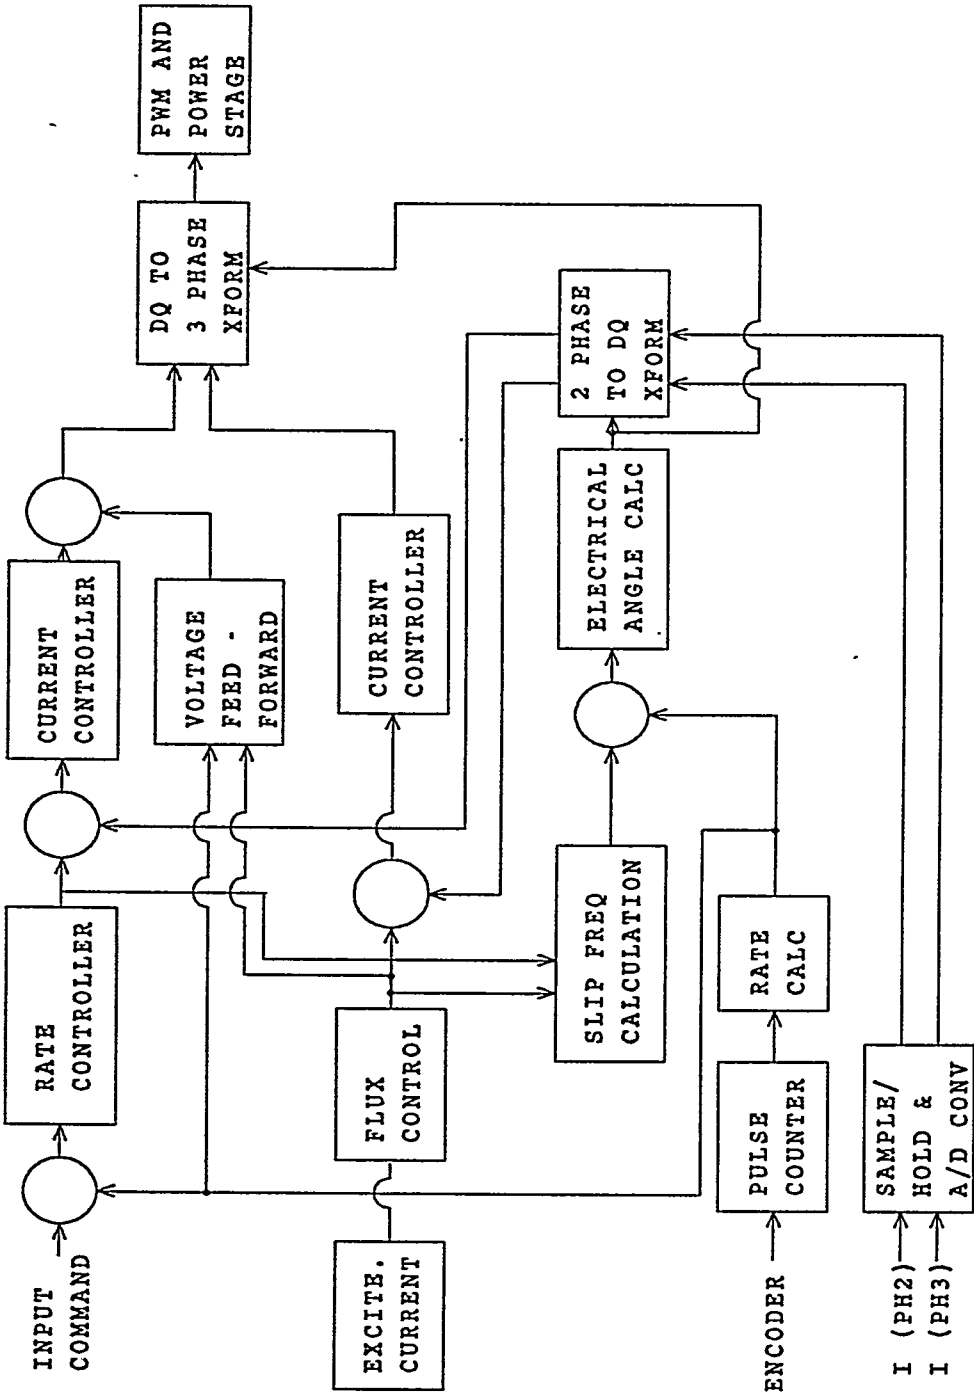 INPUT
COMMAND
RATE
CONTROLLER
CURRENT
CONTROLLER
VOLTAGE
FEED -
FORWARD
DQ TO
3 PHASE
XFORM
PWM AND
POWER
STAGE
EXCITE.
CURRENT
FLUX
CONTROL
CURRENT
CONTROLLER
SLIP FREQ
CALCULATION
ELECTRICAL
ANGLE CALC
2 PHASE
TO DQ
XFORM
ENCODER
PULSE
COUNTER
RATE
CALC
I (PH2)
I (PH3)
SAMPLE/
HOLD &
A/D CONV